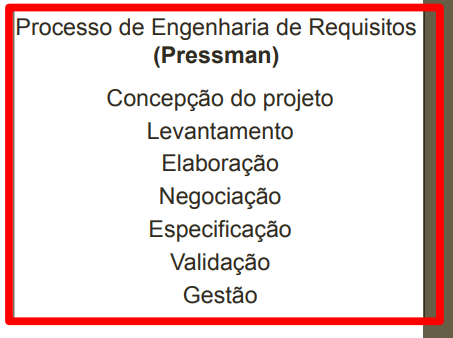 Processo de Engenharia de Requisitos
(Pressman)
Concepção do projeto
Levantamento
Elaboração
Negociação
Especificação
Validação
Gestão